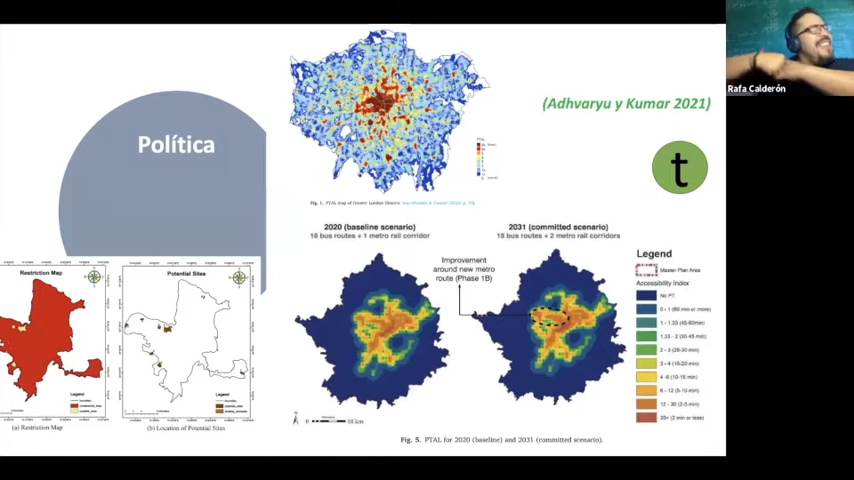 Rafa Calderón
Política
(Adhvaryu y Kumar 2021)
t
Fig. 1. PTAL map of Greater London (Source:
2020 (baseline scenario)
18 bus routes + 1 metro rail corridor
2031 (committed scenario)
18 bus routes + 2 metro rail corridors
Improvement
around new metro
route (Phase 1B)
Legend
Master Plan Area
Accessibility Index
No PT
0 - 1 (60 min or more)
1 - 1.33 (45-60min)
1.33 - 2 (30-45 min)
2 - 3 (20-30 min)
3 - 4 (15-20 min)
4 -6 (10-15 min)
6 - 12 (5-10 min)
12 - 30 (2-5 min)
30+ (2 min or less)
10 km
Fig. 5. PTAL for 2020 (baseline) and 2031 (committed scenario).
Restriction Map
Legend
(a) Restriction Map
Potential Sites
Legend
(b) Location of Potential Sites